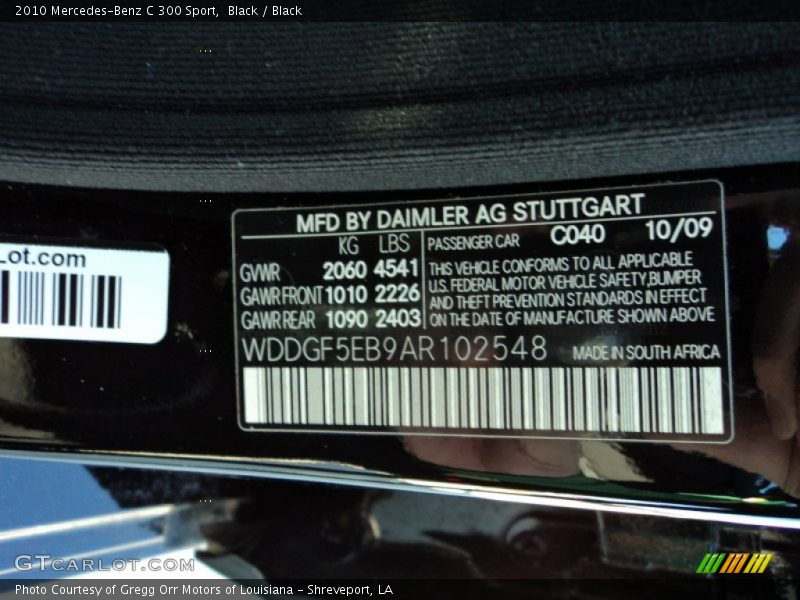 2010 Mercedes-Benz C 300 Sport,  Black / Black
MFD BY DAIMLER AG STUTTGART
KG LBS
GVWR 2060 4541
GAWR FRONT 1010 2226
GAWR REAR 1090 2403
PASSENGER CAR C040 10/09
THIS VEHICLE CONFORMS TO ALL APPLICABLE
U.S. FEDERAL MOTOR VEHICLE SAFETY, BUMPER
AND THEFT PREVENTION STANDARDS IN EFFECT
ON THE DATE OF MANUFACTURE SHOWN ABOVE
WDDGF5EB9AR102548 MADE IN SOUTH AFRICA
Lot.com
GTcarlot.com
Photo Courtesy of Gregg Orr Motors of Louisiana - Shreveport, LA